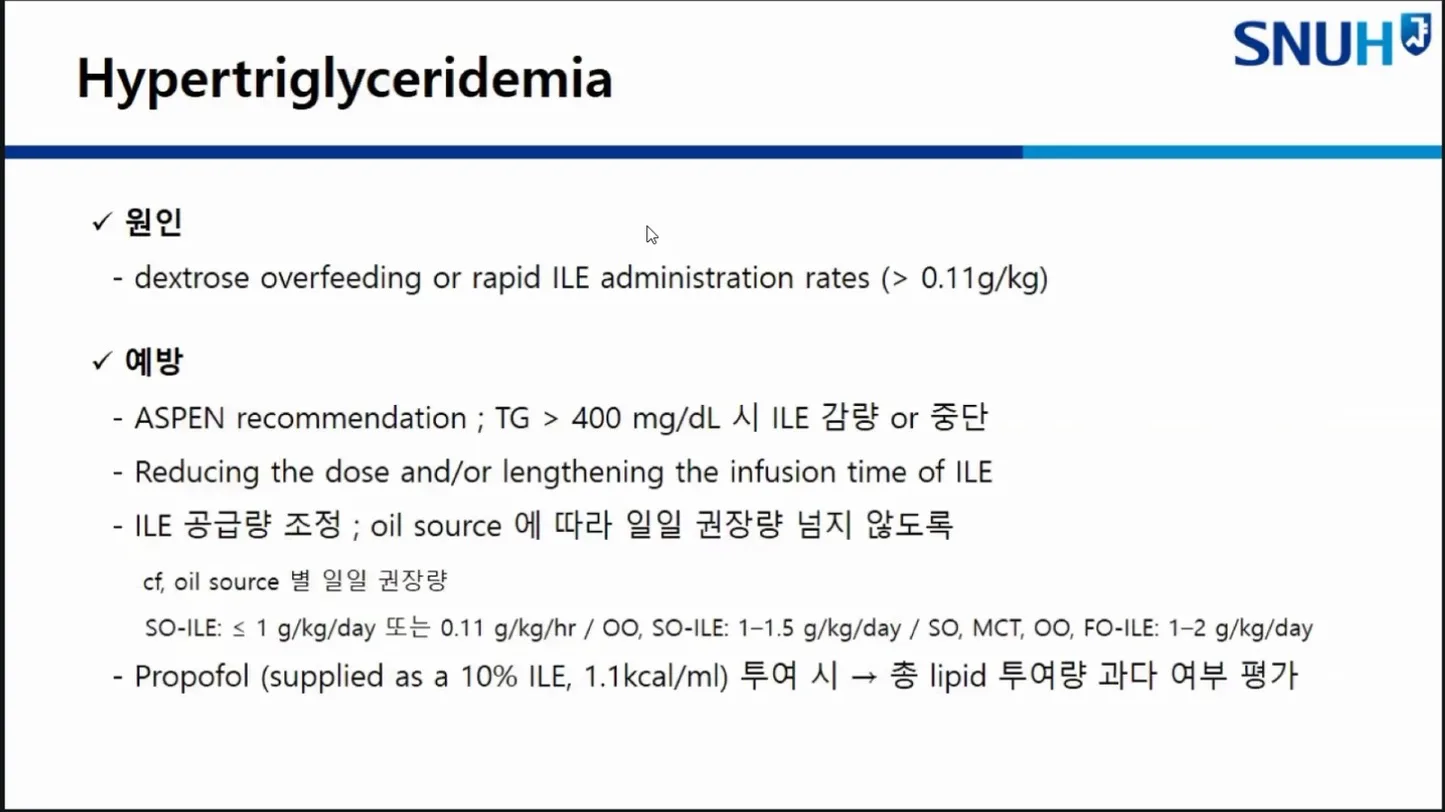 SNUH
Hypertriglyceridemia
✓ 원인
- dextrose overfeeding or rapid ILE administration rates (> 0.11g/kg)
✓ 예방
- ASPEN recommendation ; TG > 400 mg/dL 시 ILE 감량 or 중단
- Reducing the dose and/or lengthening the infusion time of ILE
- ILE 공급량 조정 ; oil source 에 따라 일일 권장량 넘지 않도록
cf, oil source 별 일일 권장량
SO-ILE: ≤ 1 g/kg/day 또는 0.11 g/kg/hr / OO, SO-ILE: 1–1.5 g/kg/day / SO, MCT, OO, FO-ILE: 1–2 g/kg/day
- Propofol (supplied as a 10% ILE, 1.1kcal/ml) 투여 시 → 총 lipid 투여량 과다 여부 평가